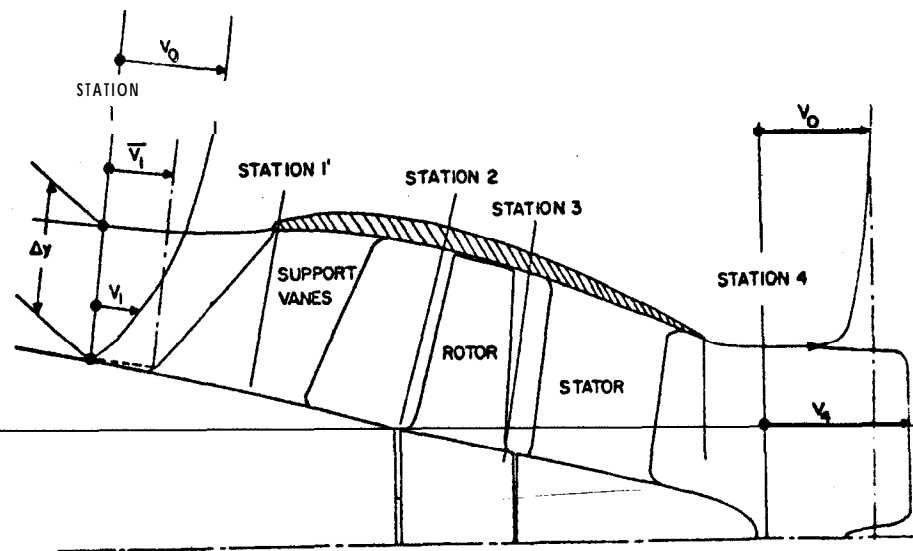 V₀
STATION
V̅₁
STATION 1'
STATION 2
STATION 3
V₀
Δy
V₁
SUPPORT
VANES
STATION 4
ROTOR
STATOR
V₄